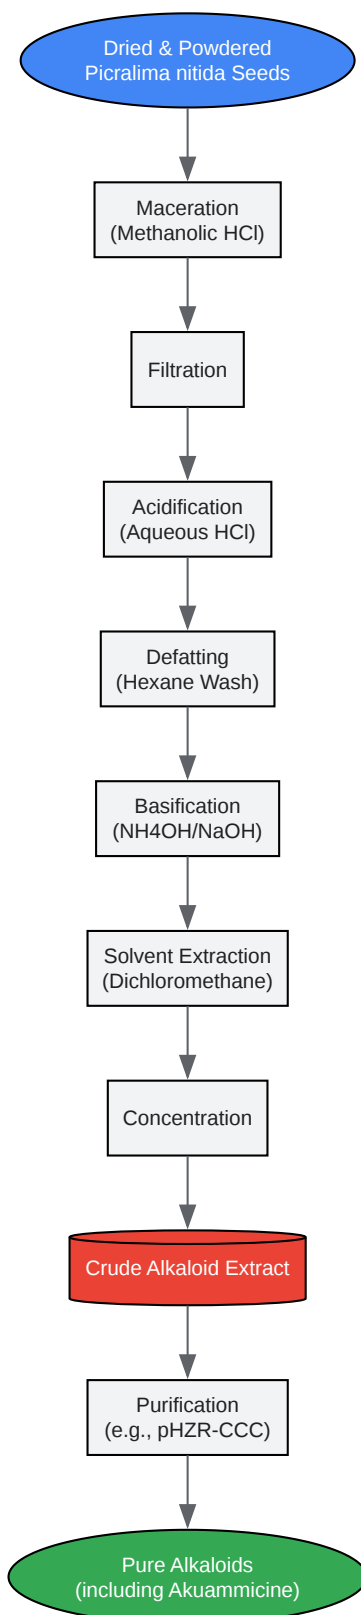 Dried & Powdered
Picralima nitida Seeds
Maceration
(Methanolic HCl)
Filtration
Acidification
(Aqueous HCl)
Defatting
(Hexane Wash)
Basification
(NH4OH/NaOH)
Solvent Extraction
(Dichloromethane)
Concentration
Crude Alkaloid Extract
Purification
(e.g., pHZR-CCC)
Pure Alkaloids
(including Akuammicine)